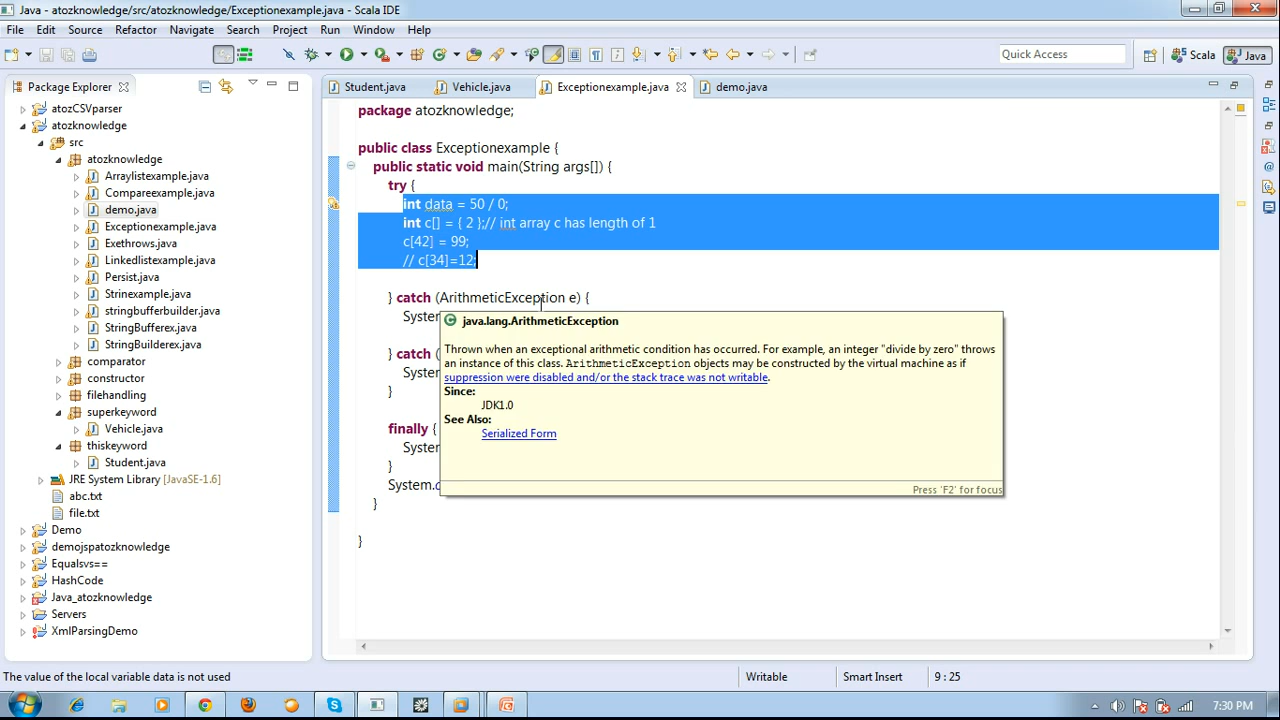 Java - atozknowledge/src/atozknowledge/Exceptionexample.java - Scala IDE
File Edit Source Refactor Navigate Search Project Run Window Help
Quick Access
Scala
Java
Package Explorer
Student.java
Vehicle.java
Exceptionexample.java
demo.java
atozCSVparser
atozknowledge
src
atozknowledge
Arraylistexample.java
Compareexample.java
demo.java
Exceptionexample.java
Exethrows.java
Linkedlistexample.java
Persist.java
Strinexample.java
stringbufferbuilder.java
StringBufferex.java
StringBuilderex.java
comparator
constructor
filehandling
superkeyword
Vehicle.java
thiskeyword
Student.java
JRE System Library [JavaSE-1.6]
abc.txt
file.txt
Demo
demojspatozknowledge
Equalsvs==
HashCode
Java_atozknowledge
Servers
XmlParsingDemo
package atozknowledge;
public class Exceptionexample {
public static void main(String args[]) {
try {
int data = 50 / 0;
int c[] = { 2 };// int array c has length of 1
c[42] = 99;
// c[34]=12;
} catch (ArithmeticException e) {
System
} catch (
System
}
finally {
System
}
System.o
}
}
java.lang.ArithmeticException
Thrown when an exceptional arithmetic condition has occurred. For example, an integer "divide by zero" throws
an instance of this class. ArithmeticException objects may be constructed by the virtual machine as if
suppression were disabled and/or the stack trace was not writable.
Since:
JDK1.0
See Also:
Serialized Form
Press 'F2' for focus
The value of the local variable data is not used
Writable
Smart Insert
9 : 25
7:30 PM